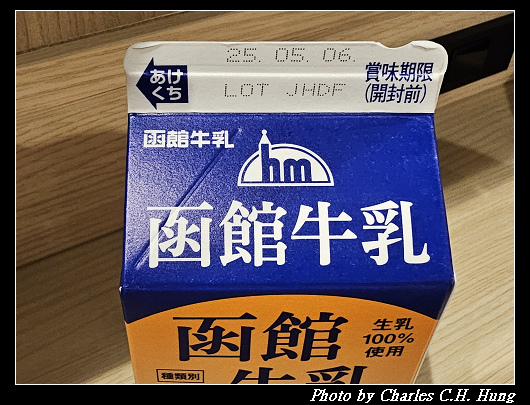 25. 05. 06.
LOT JHDF
賞味期限
(開封前)
あけ
くち
函館牛乳
hm
函館牛乳
函館
牛乳
生乳
100%
使用
種類別
Photo by Charles C.H. Hung